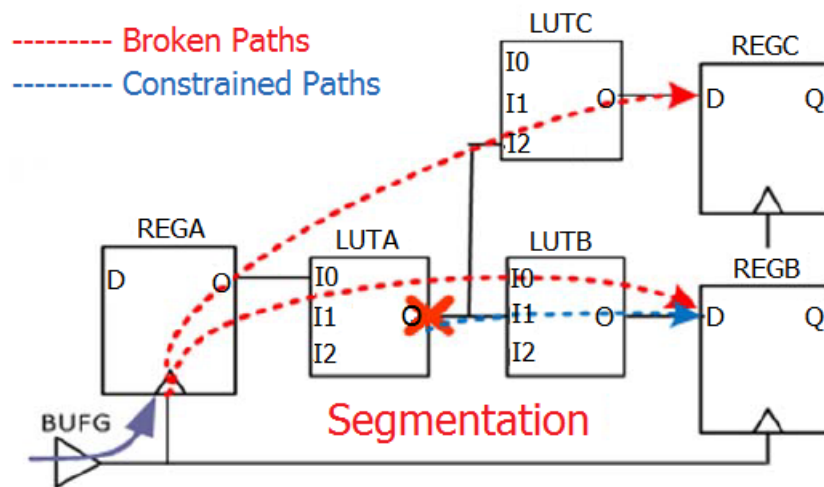 Broken Paths
Constrained Paths
LUTC
I0
I1
I2
O
REGC
D
Q
REGA
D
O
LUTA
I0
I1
I2
O
LUTB
I0
I1
I2
O
REGB
D
Q
BUFG
Segmentation